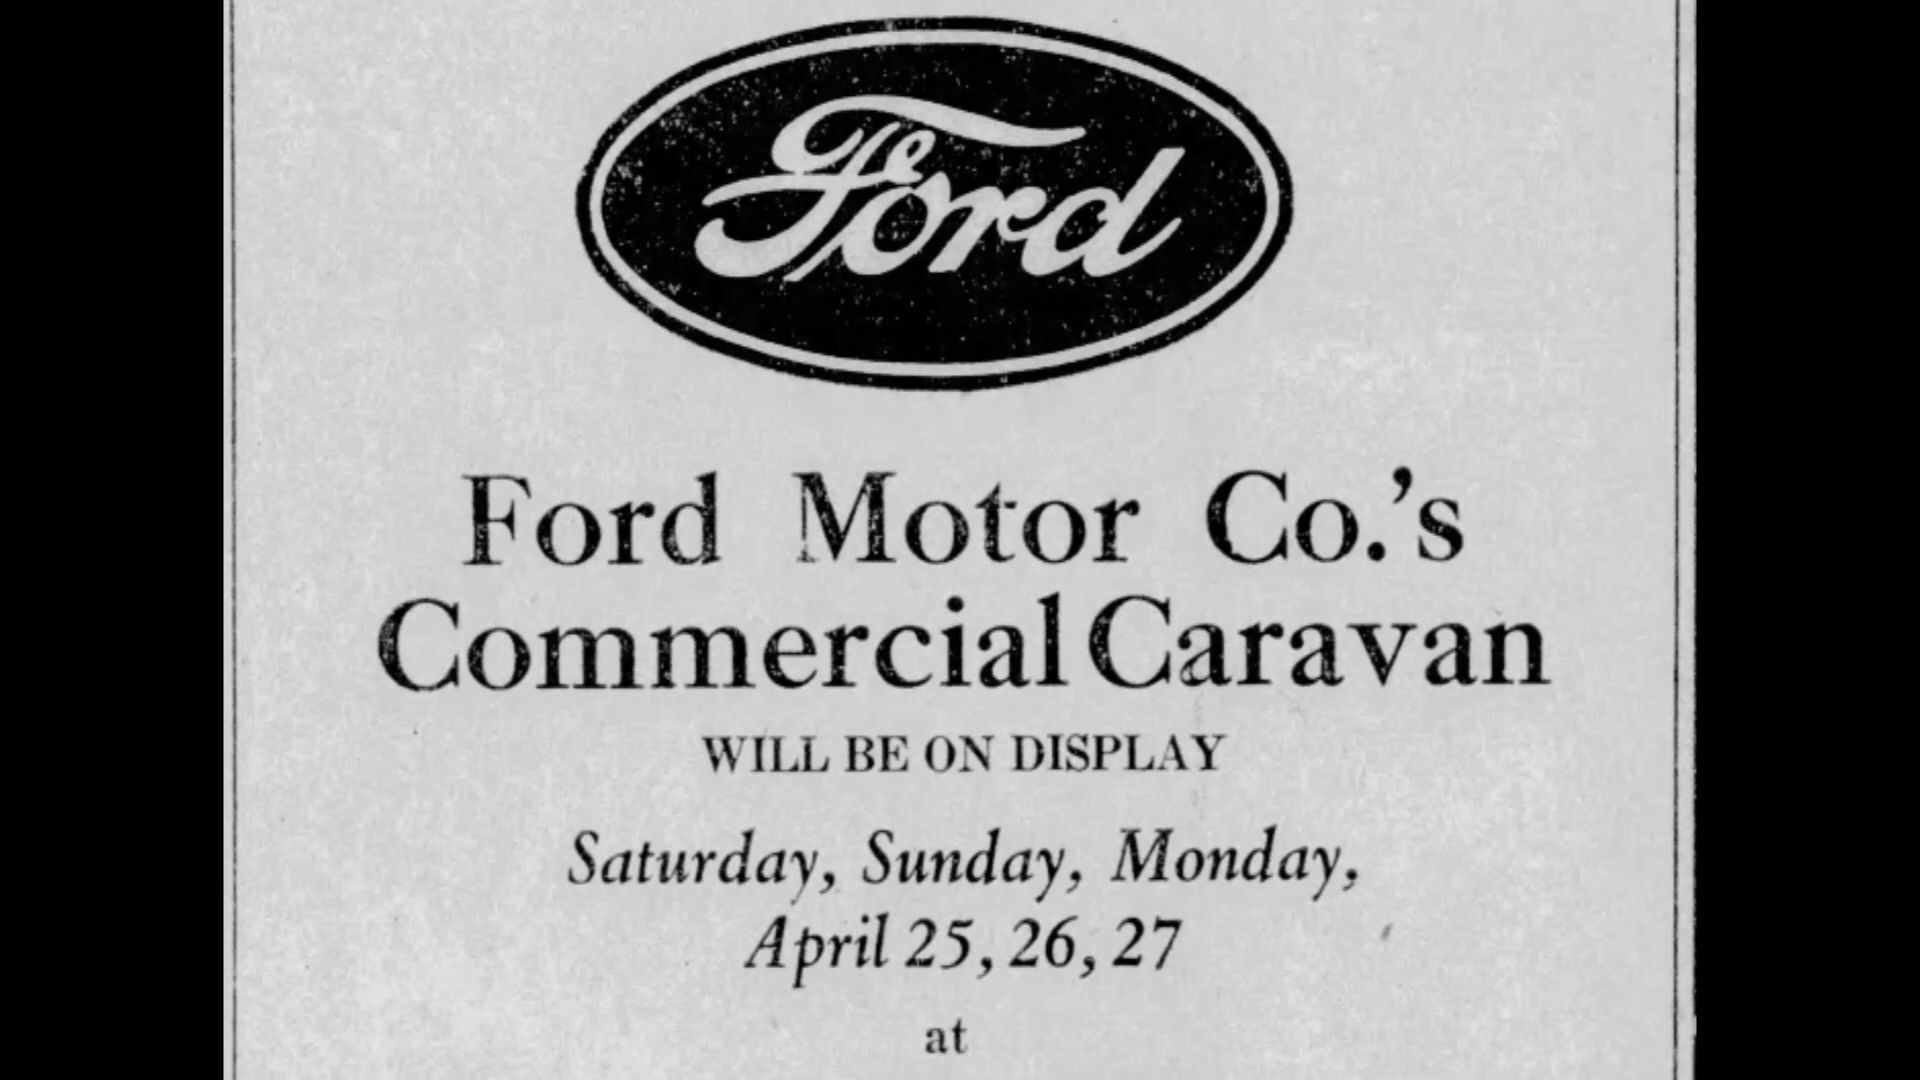 Ford
Ford Motor Co.'s
Commercial Caravan
WILL BE ON DISPLAY
Saturday, Sunday, Monday,
April 25, 26, 27
at